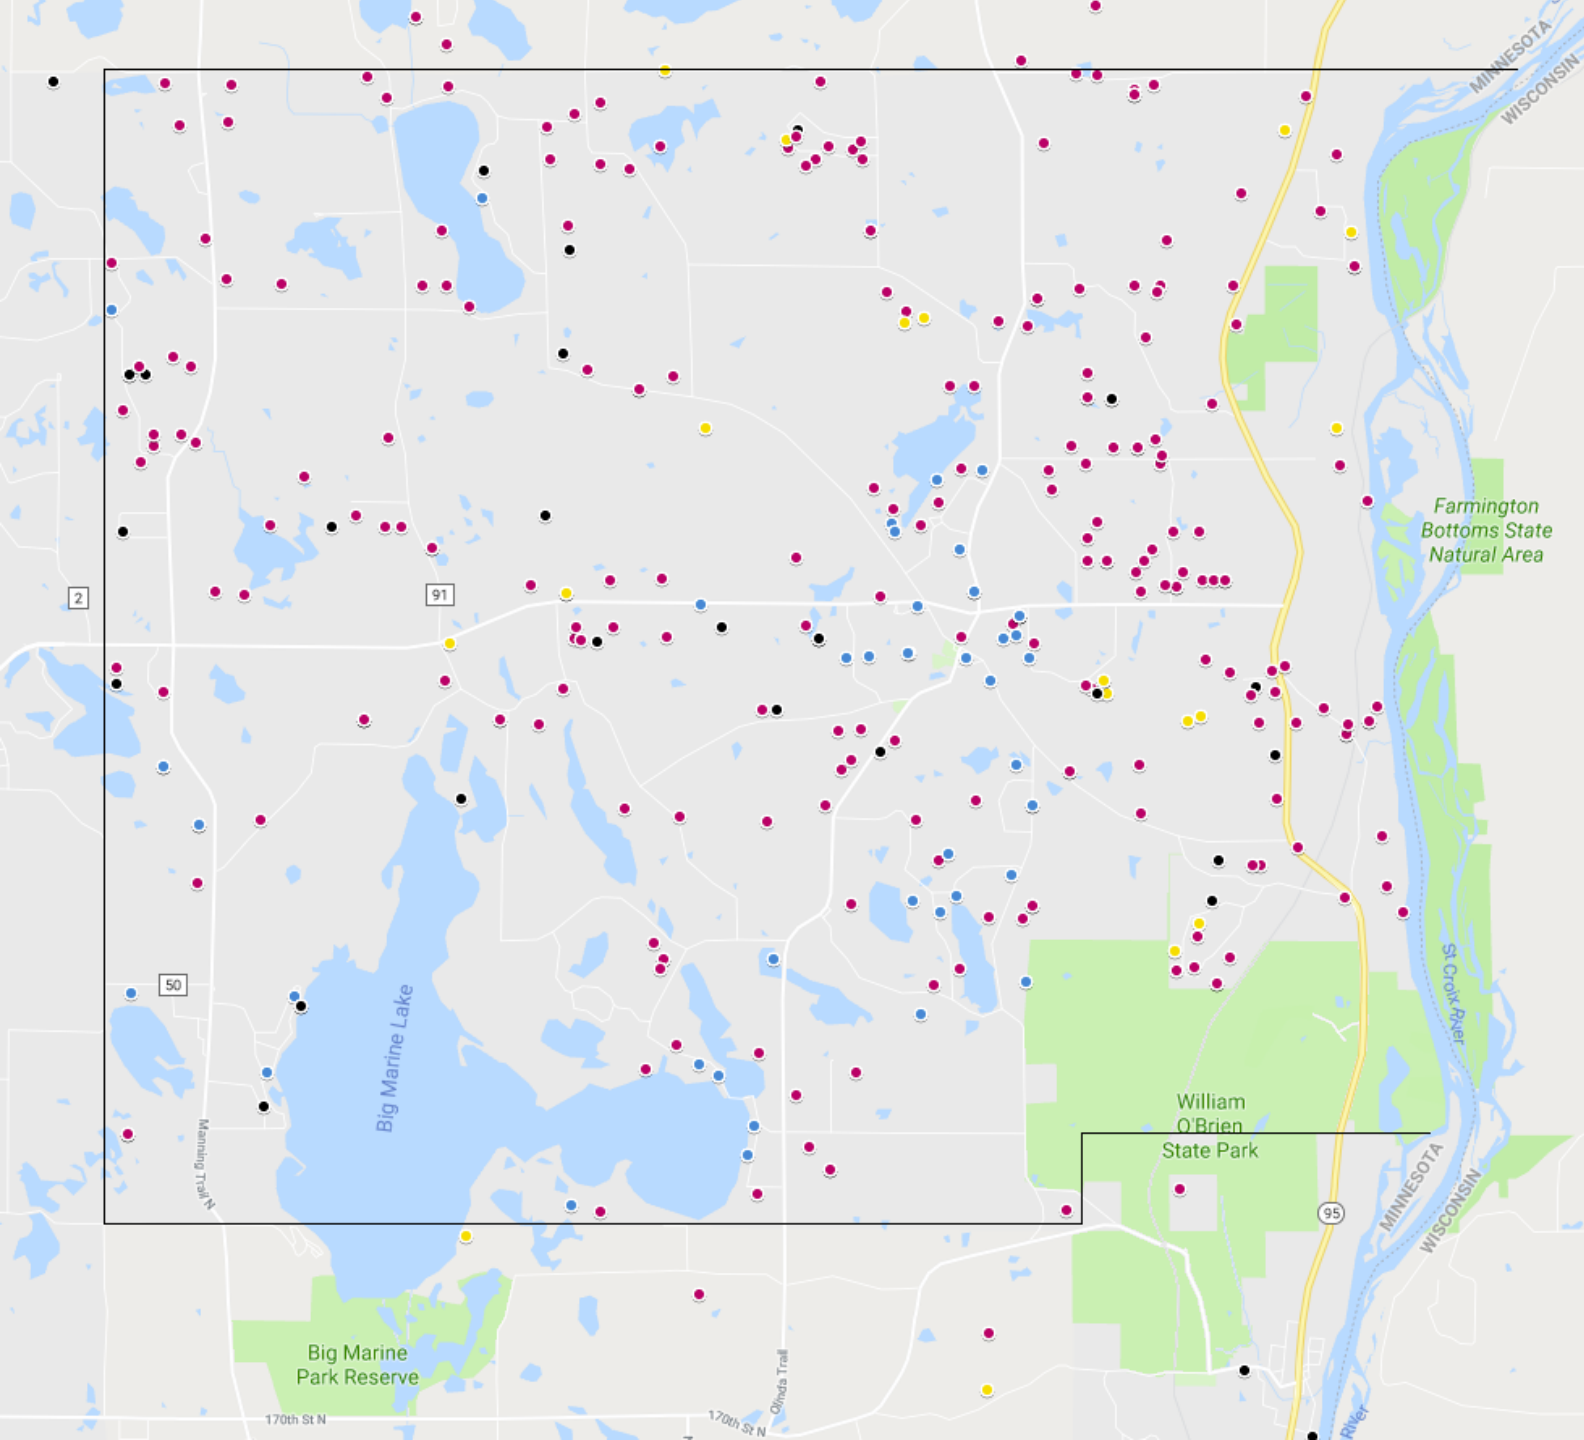 MINNESOTA
WISCONSIN
Farmington
Bottoms State
Natural Area
2
91
50
St Croix River
Big Marine Lake
William
O'Brien
State Park
Manning Trail N
MINNESOTA
WISCONSIN
95
Big Marine
Park Reserve
Olinda Trail
170th St N
170th St N
River